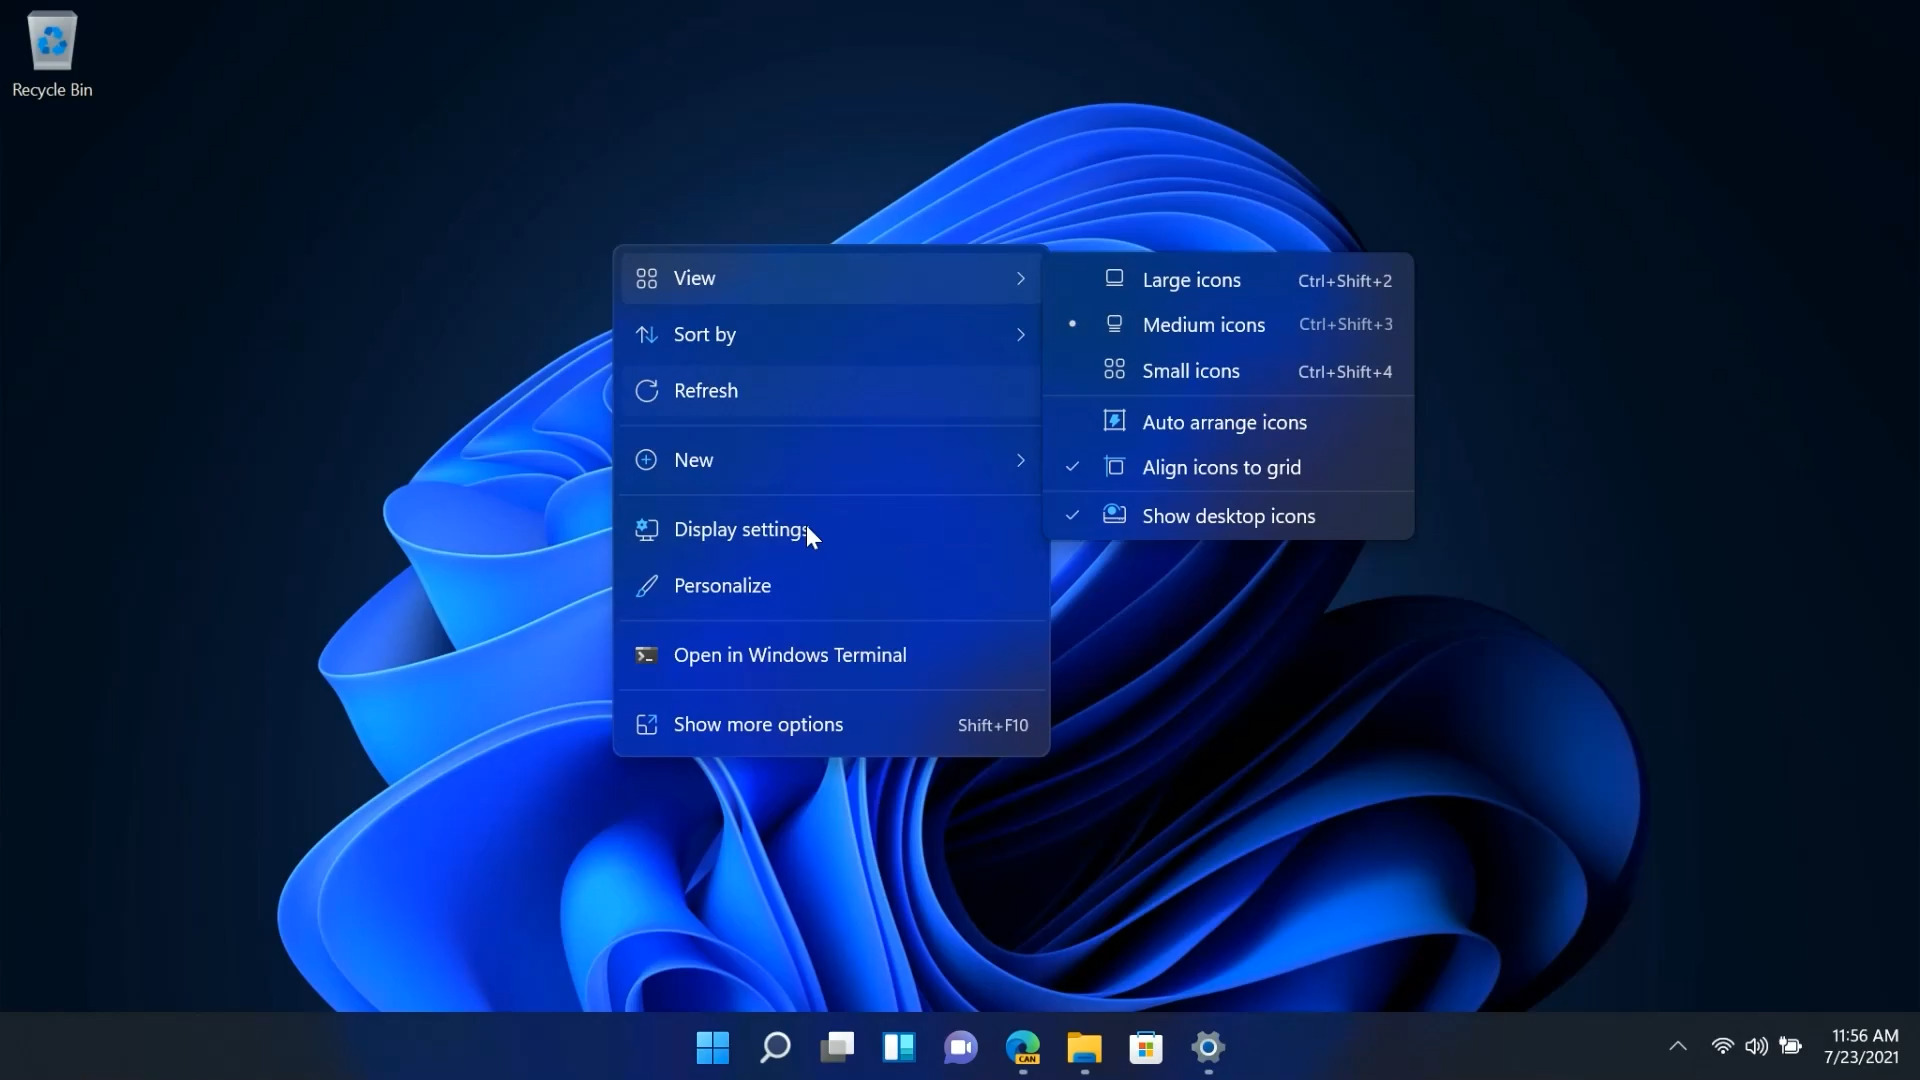 Recycle Bin
View
Sort by
Refresh
New
Display settings
Personalize
Open in Windows Terminal
Show more options Shift+F10
Large icons Ctrl+Shift+2
Medium icons Ctrl+Shift+3
Small icons Ctrl+Shift+4
Auto arrange icons
Align icons to grid
Show desktop icons
CAN
11:56 AM
7/23/2021